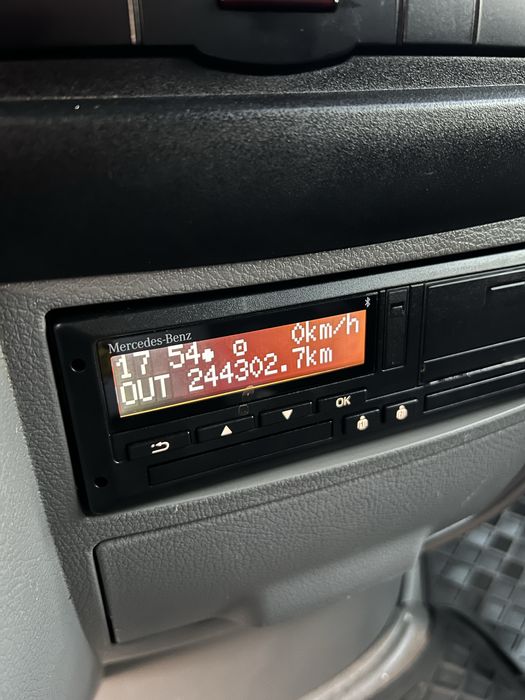 Mercedes-Benz
17 54• 0km/h
OUT 244302.7km
OK